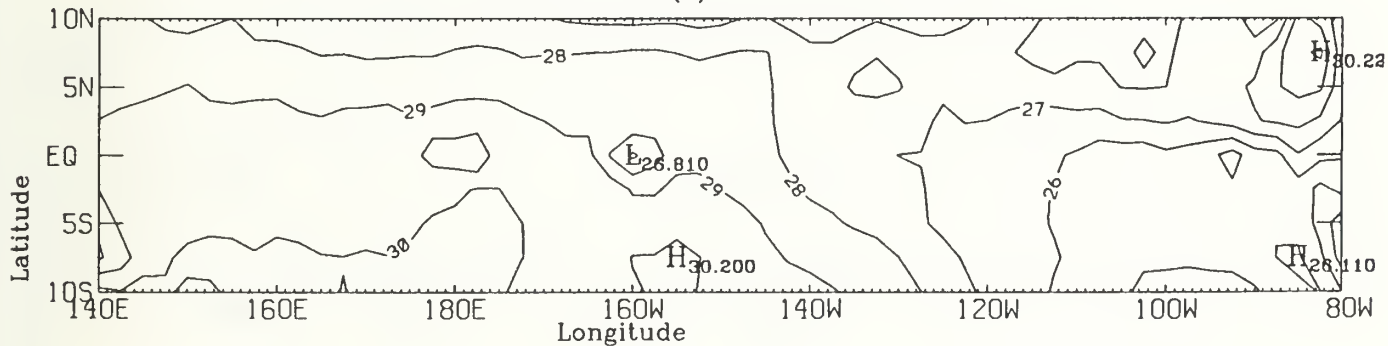 10N
5N
EQ
5S
10S
Latitude
28
29
30
L26.810
29
28
H30.200
27
26
H30.22
H26.110
140E 160E 180E 160W 140W 120W 100W 80W
Longitude